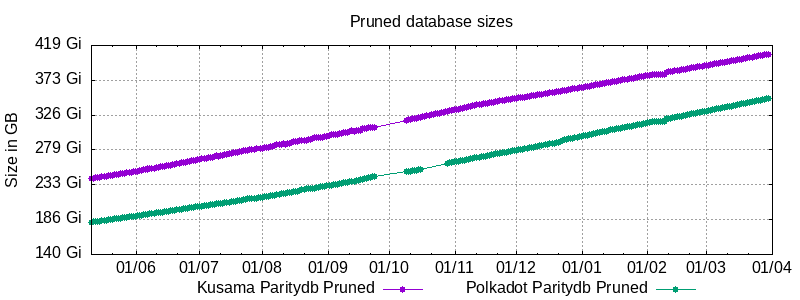 Pruned database sizes
419 Gi
373 Gi
326 Gi
279 Gi
233 Gi
186 Gi
140 Gi
Size in GB
01/06 01/07 01/08 01/09 01/10 01/11 01/12 01/01 01/02 01/03 01/04
Kusama Paritydb Pruned Polkadot Paritydb Pruned